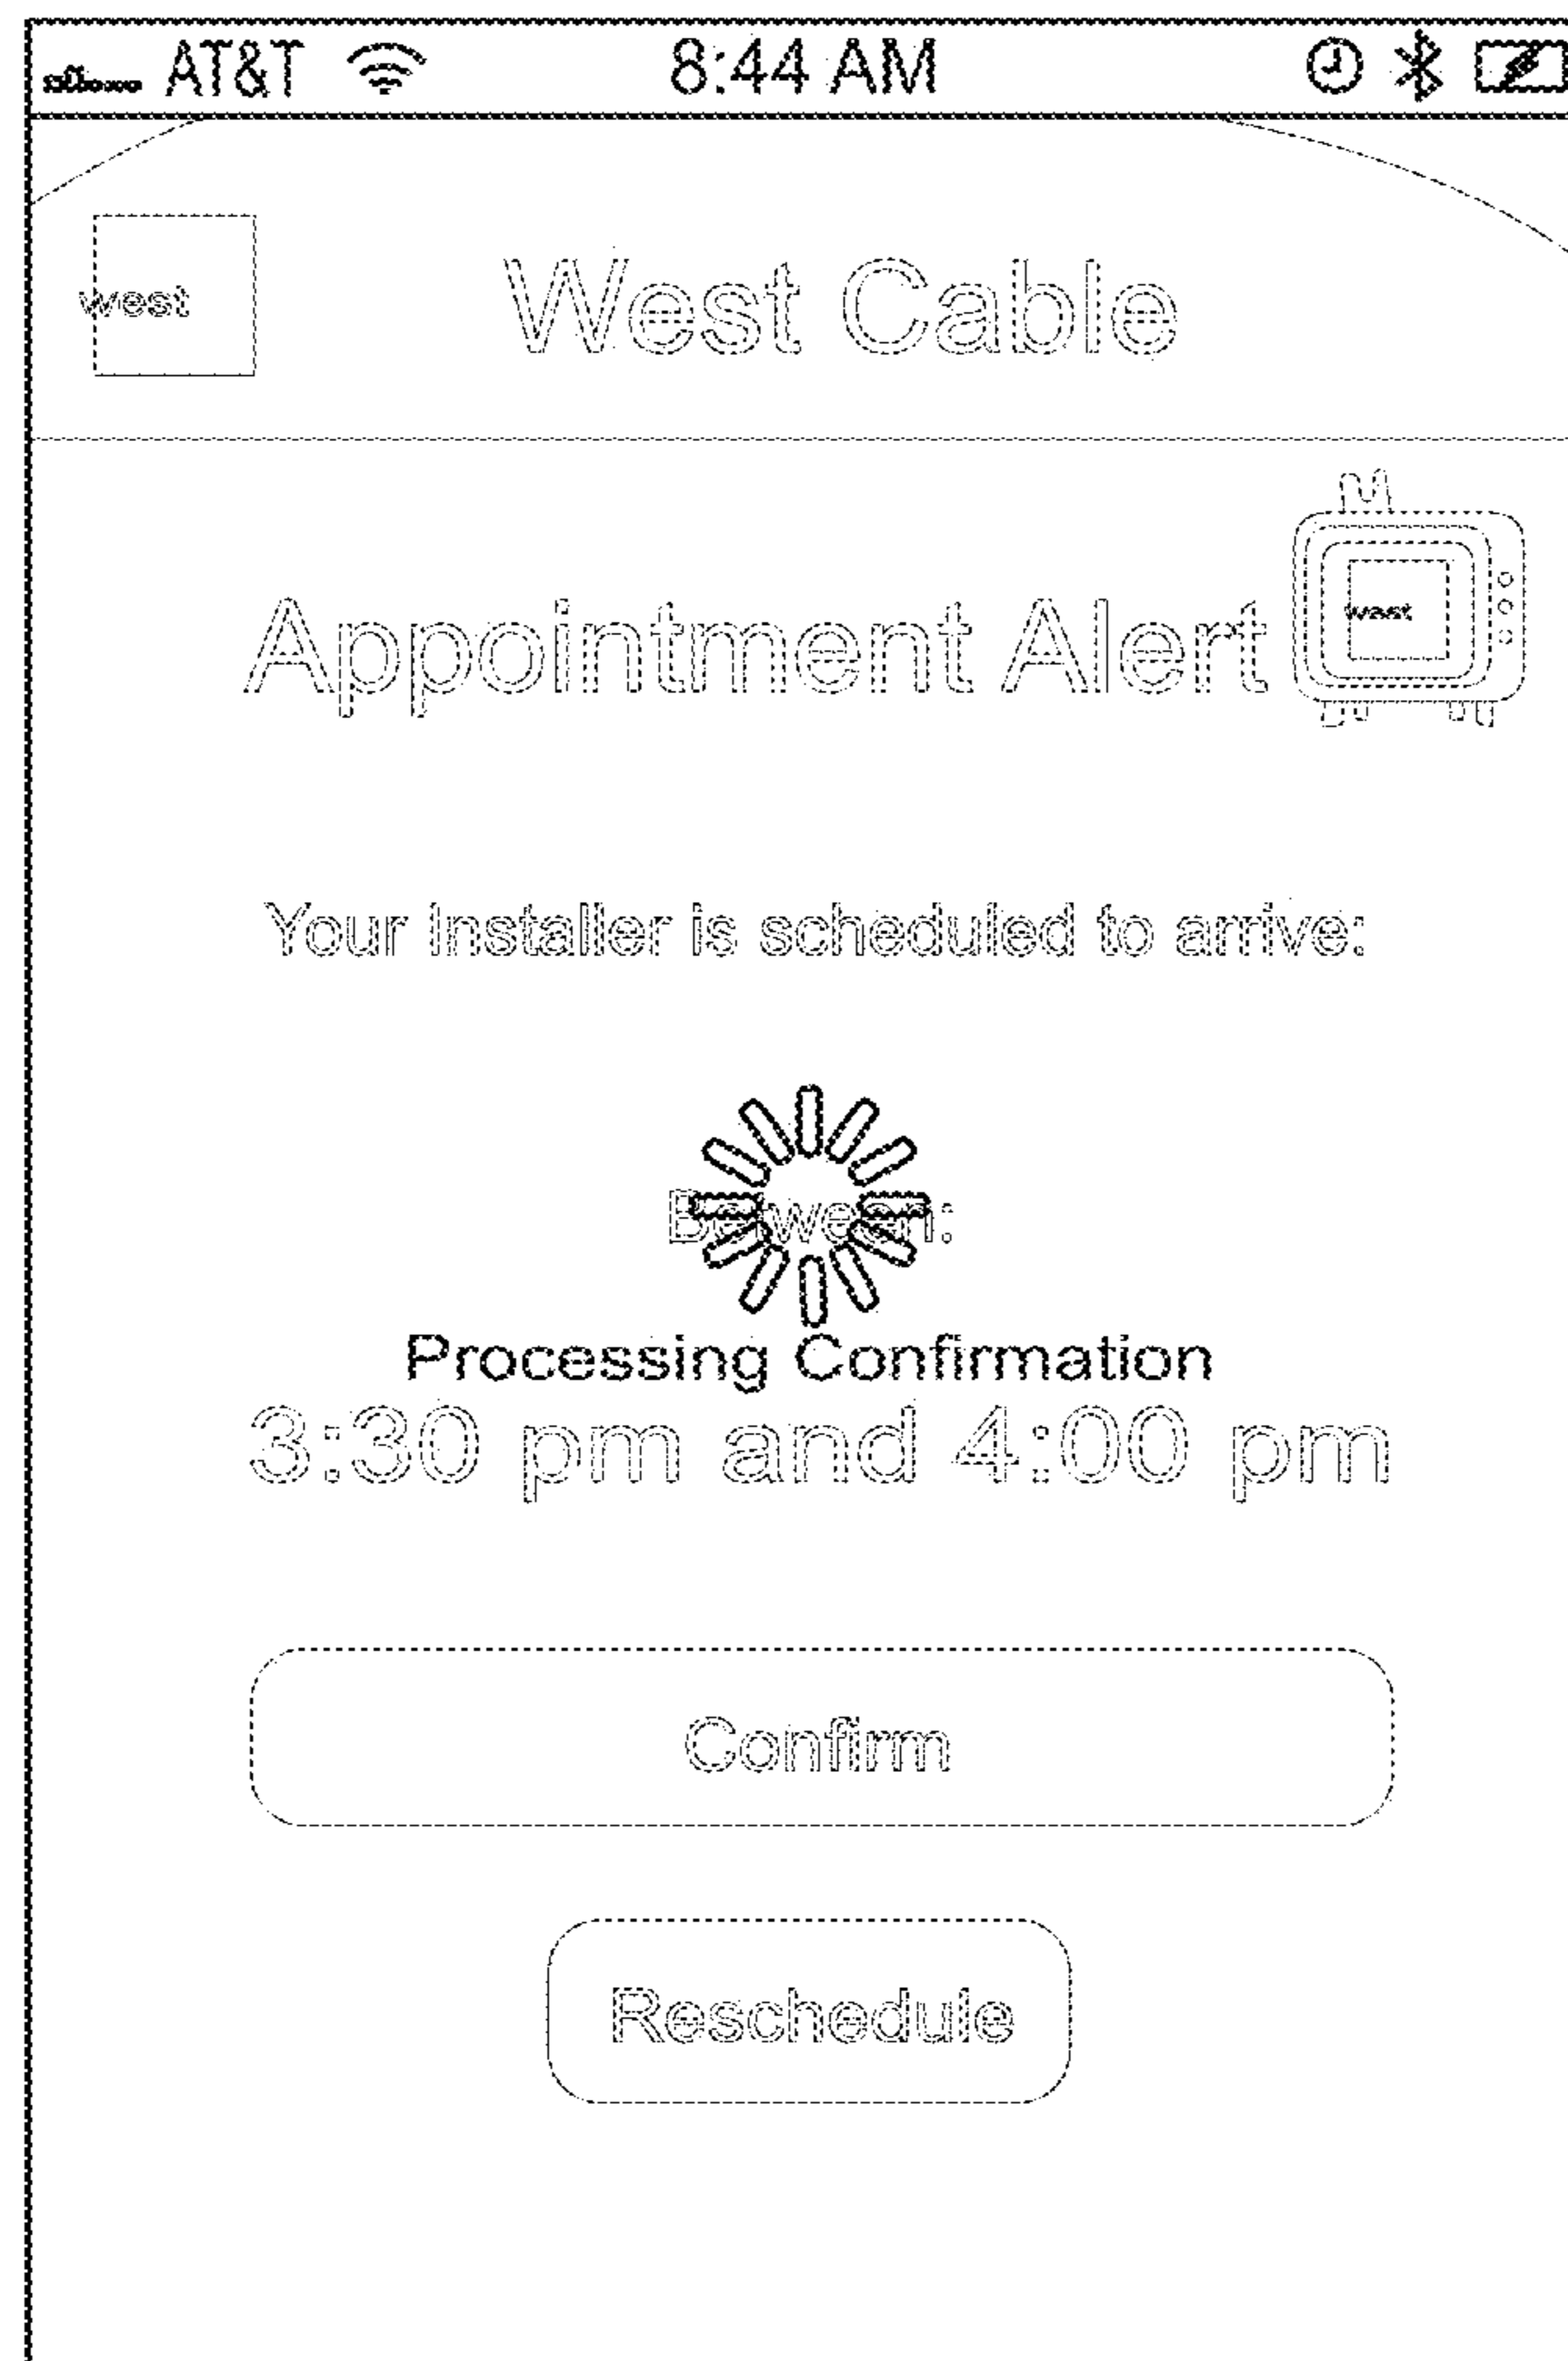 AT&T 8:44 AM
west West Cable
Appointment Alert
west
Your Installer is scheduled to arrive:
Between:
Processing Confirmation
3:30 pm and 4:00 pm
Confirm
Reschedule